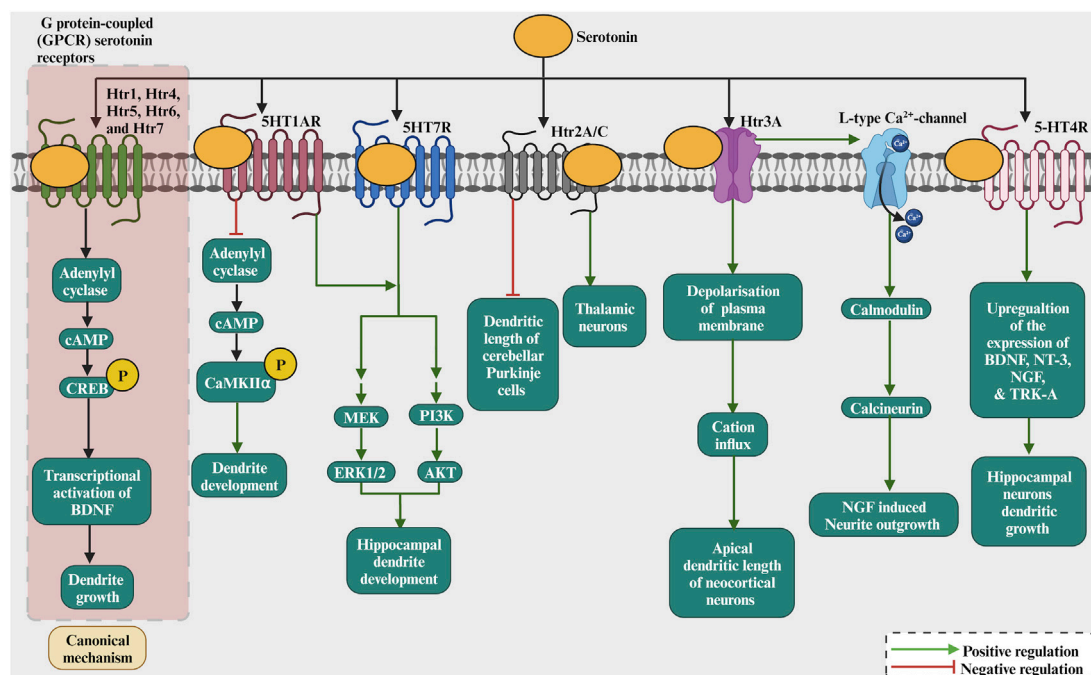 G protein-coupled
(GPCR) serotonin
receptors
Serotonin
Htr1, Htr4,
Htr5, Htr6,
and Htr7
5HT1AR
5HT7R
Htr2A/C
Htr3A
L-type Ca²⁺-channel
5-HT4R
Ca²⁺
Ca²⁺
Ca²⁺
Adenylyl
cyclase
cAMP
CREB
P
Transcriptional
activation of
BDNF
Dendrite
growth
Canonical
mechanism
Adenylyl
cyclase
cAMP
CaMKIIα
P
Dendrite
development
MEK
PI3K
ERK1/2
AKT
Hippocampal
dendrite
development
Dendritic
length of
cerebellar
Purkinje
cells
Thalamic
neurons
Depolarisation
of plasma
membrane
Cation
influx
Apical
dendritic length
of neocortical
neurons
Calmodulin
Calcineurin
NGF induced
Neurite outgrowth
Upregualtion
of the
expression of
BDNF, NT-3,
NGF,
& TRK-A
Hippocampal
neurons
dendritic
growth
Positive regulation
Negative regulation